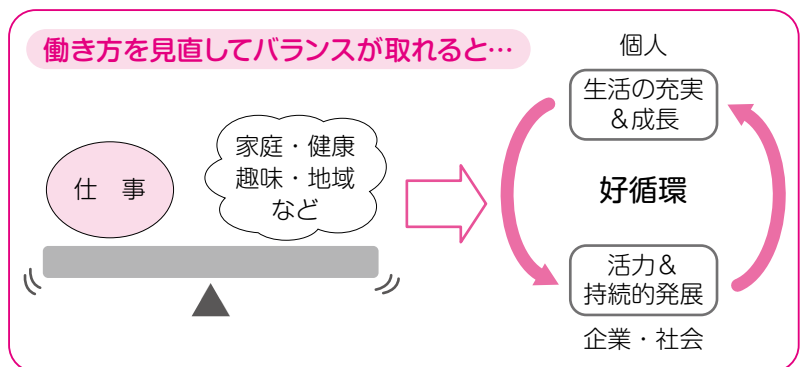 働き方を見直してバランスが取れると…
仕　事
家庭・健康
趣味・地域
など
個人
生活の充実
＆成長
好循環
活力＆
持続的発展
企業・社会